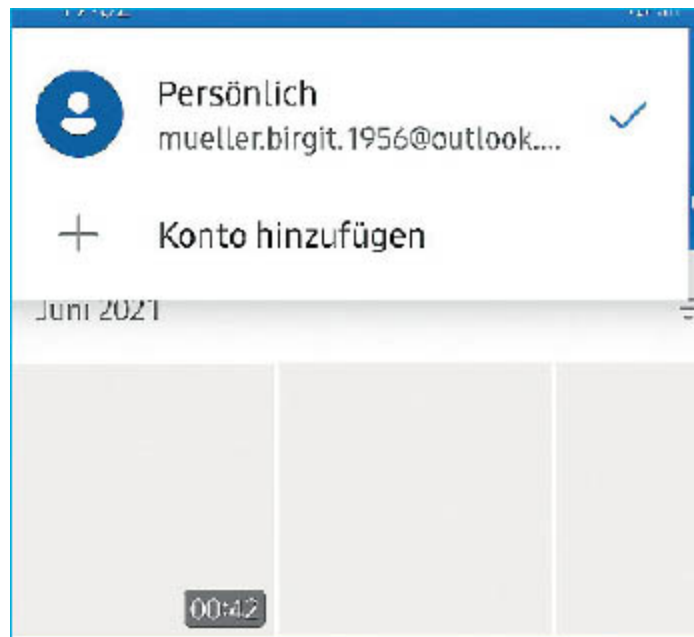 Persönlich
mueller.birgit.1956@outlook....
Konto hinzufügen
Juni 2021
00:42